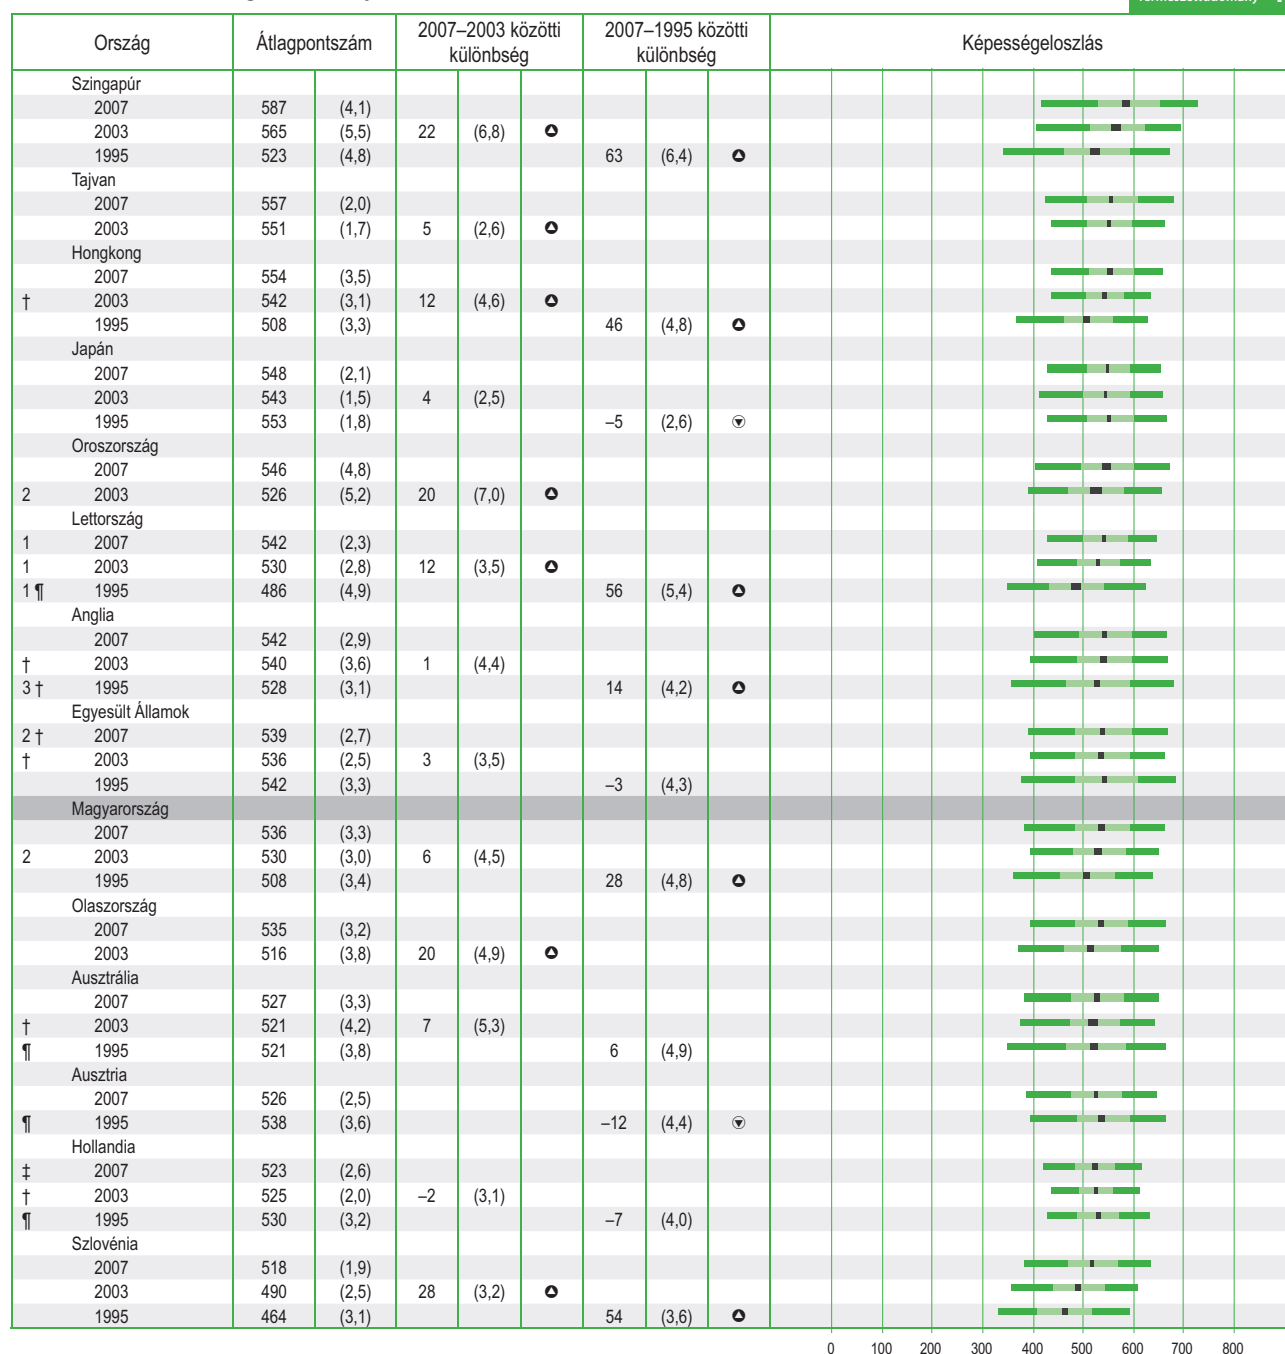 Ország Átlagpontszám 2007–2003 közötti különbség 2007–1995 közötti különbség Képességeloszlás
Szingapúr
2007 587 (4,1)
2003 565 (5,5) 22 (6,8)
1995 523 (4,8) 63 (6,4)
Tajvan
2007 557 (2,0)
2003 551 (1,7) 5 (2,6)
Hongkong
2007 554 (3,5)
† 2003 542 (3,1) 12 (4,6)
1995 508 (3,3) 46 (4,8)
Japán
2007 548 (2,1)
2003 543 (1,5) 4 (2,5)
1995 553 (1,8) –5 (2,6)
Oroszország
2007 546 (4,8)
2 2003 526 (5,2) 20 (7,0)
Lettország
1 2007 542 (2,3)
1 2003 530 (2,8) 12 (3,5)
1 ¶ 1995 486 (4,9) 56 (5,4)
Anglia
2007 542 (2,9)
† 2003 540 (3,6) 1 (4,4)
3 † 1995 528 (3,1) 14 (4,2)
Egyesült Államok
2 † 2007 539 (2,7)
† 2003 536 (2,5) 3 (3,5)
1995 542 (3,3) –3 (4,3)
Magyarország
2007 536 (3,3)
2 2003 530 (3,0) 6 (4,5)
1995 508 (3,4) 28 (4,8)
Olaszország
2007 535 (3,2)
2003 516 (3,8) 20 (4,9)
Ausztrália
2007 527 (3,3)
† 2003 521 (4,2) 7 (5,3)
¶ 1995 521 (3,8) 6 (4,9)
Ausztria
2007 526 (2,5)
¶ 1995 538 (3,6) –12 (4,4)
Hollandia
‡ 2007 523 (2,6)
† 2003 525 (2,0) –2 (3,1)
¶ 1995 530 (3,2) –7 (4,0)
Szlovénia
2007 518 (1,9)
2003 490 (2,5) 28 (3,2)
1995 464 (3,1) 54 (3,6)
0 100 200 300 400 500 600 700 800